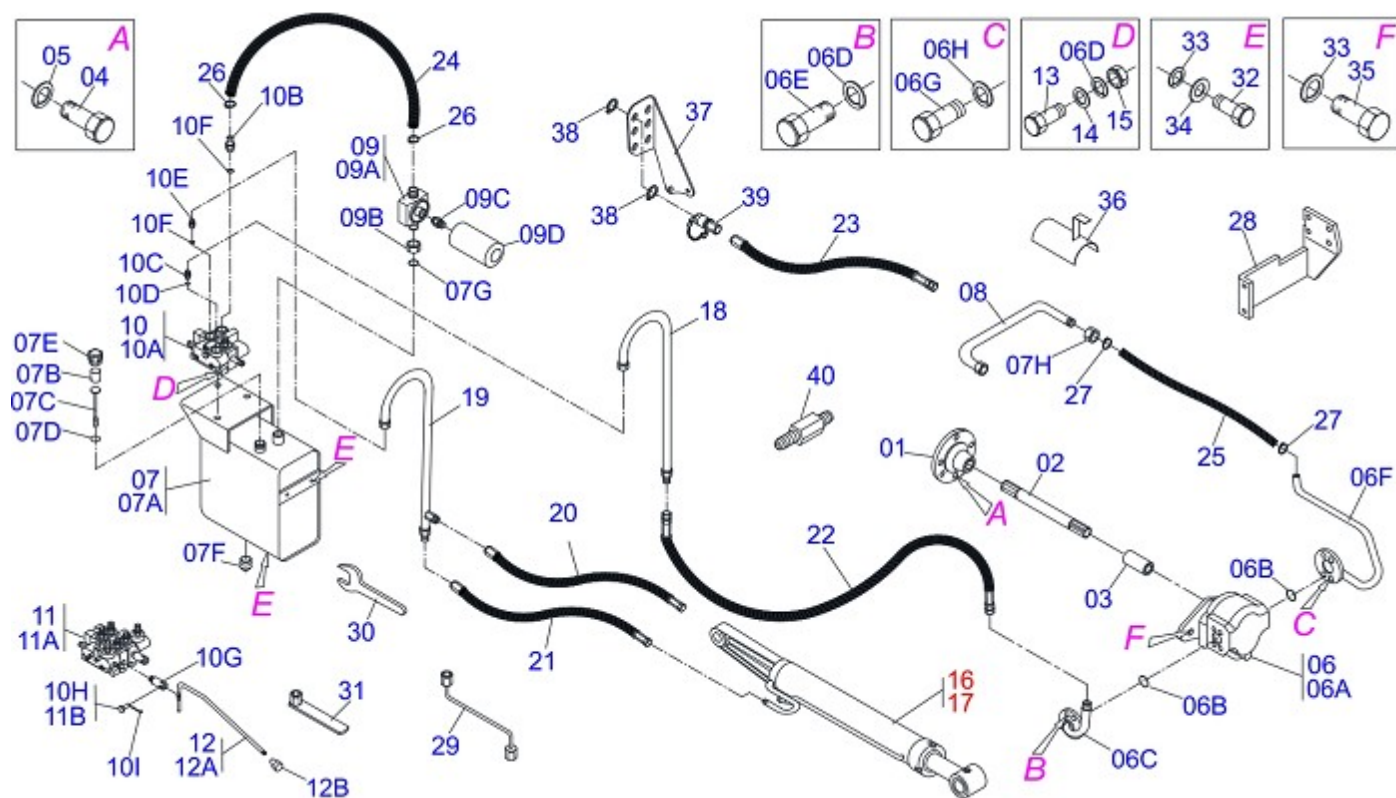 A
05
04
26
10B
10F
24
26
09
09A
09C
09B
09D
07G
10E
10F
10C
10D
10
10A
07E
07B
07C
07D
D
E
07
07A
07F
E
38
37
38
39
23
B
06D
06E
C
06H
06G
D
13
06D
14
15
E
33
32
34
F
33
35
36
28
08
07H
27
25
27
18
19
40
01
02
A
03
06F
06B
C
F
06
06A
06B
B
06C
20
22
21
30
11
11A
10G
10H
11B
10I
12
12A
12B
31
29
16
17